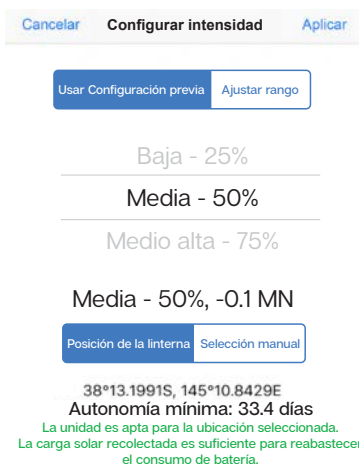 Cancelar Configurar intensidad Aplicar
Usar Configuración previa Ajustar rango
Baja - 25%
Media - 50%
Medio alta - 75%
Media - 50%, -0.1 MN
Posición de la linterna Selección manual
38°13.1991S, 145°10.8429E
Autonomía mínima: 33.4 días
La unidad es apta para la ubicación seleccionada.
La carga solar recolectada es suficiente para reabastecer
el consumo de batería.